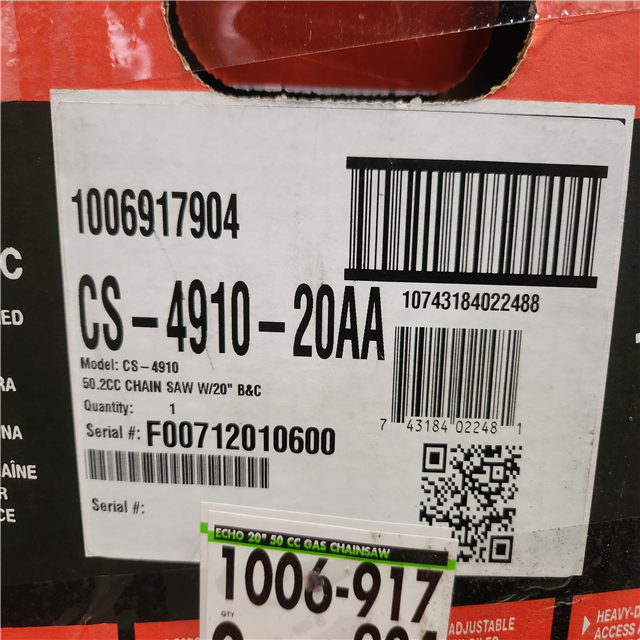 1006917904
CS-4910-20AA
10743184022488
Model: CS-4910
50.2CC CHAIN SAW W/20" B&C
Quantity: 1
Serial #: F00712010600
7 43184 02248 1
Serial #:
ECHO 20" 50 CC GAS CHAINSAW
1006-917
QTY
904
C
RA
NA
AÎNE
R
CE
ADJUSTABLE
HEAVY-D
ACCESS